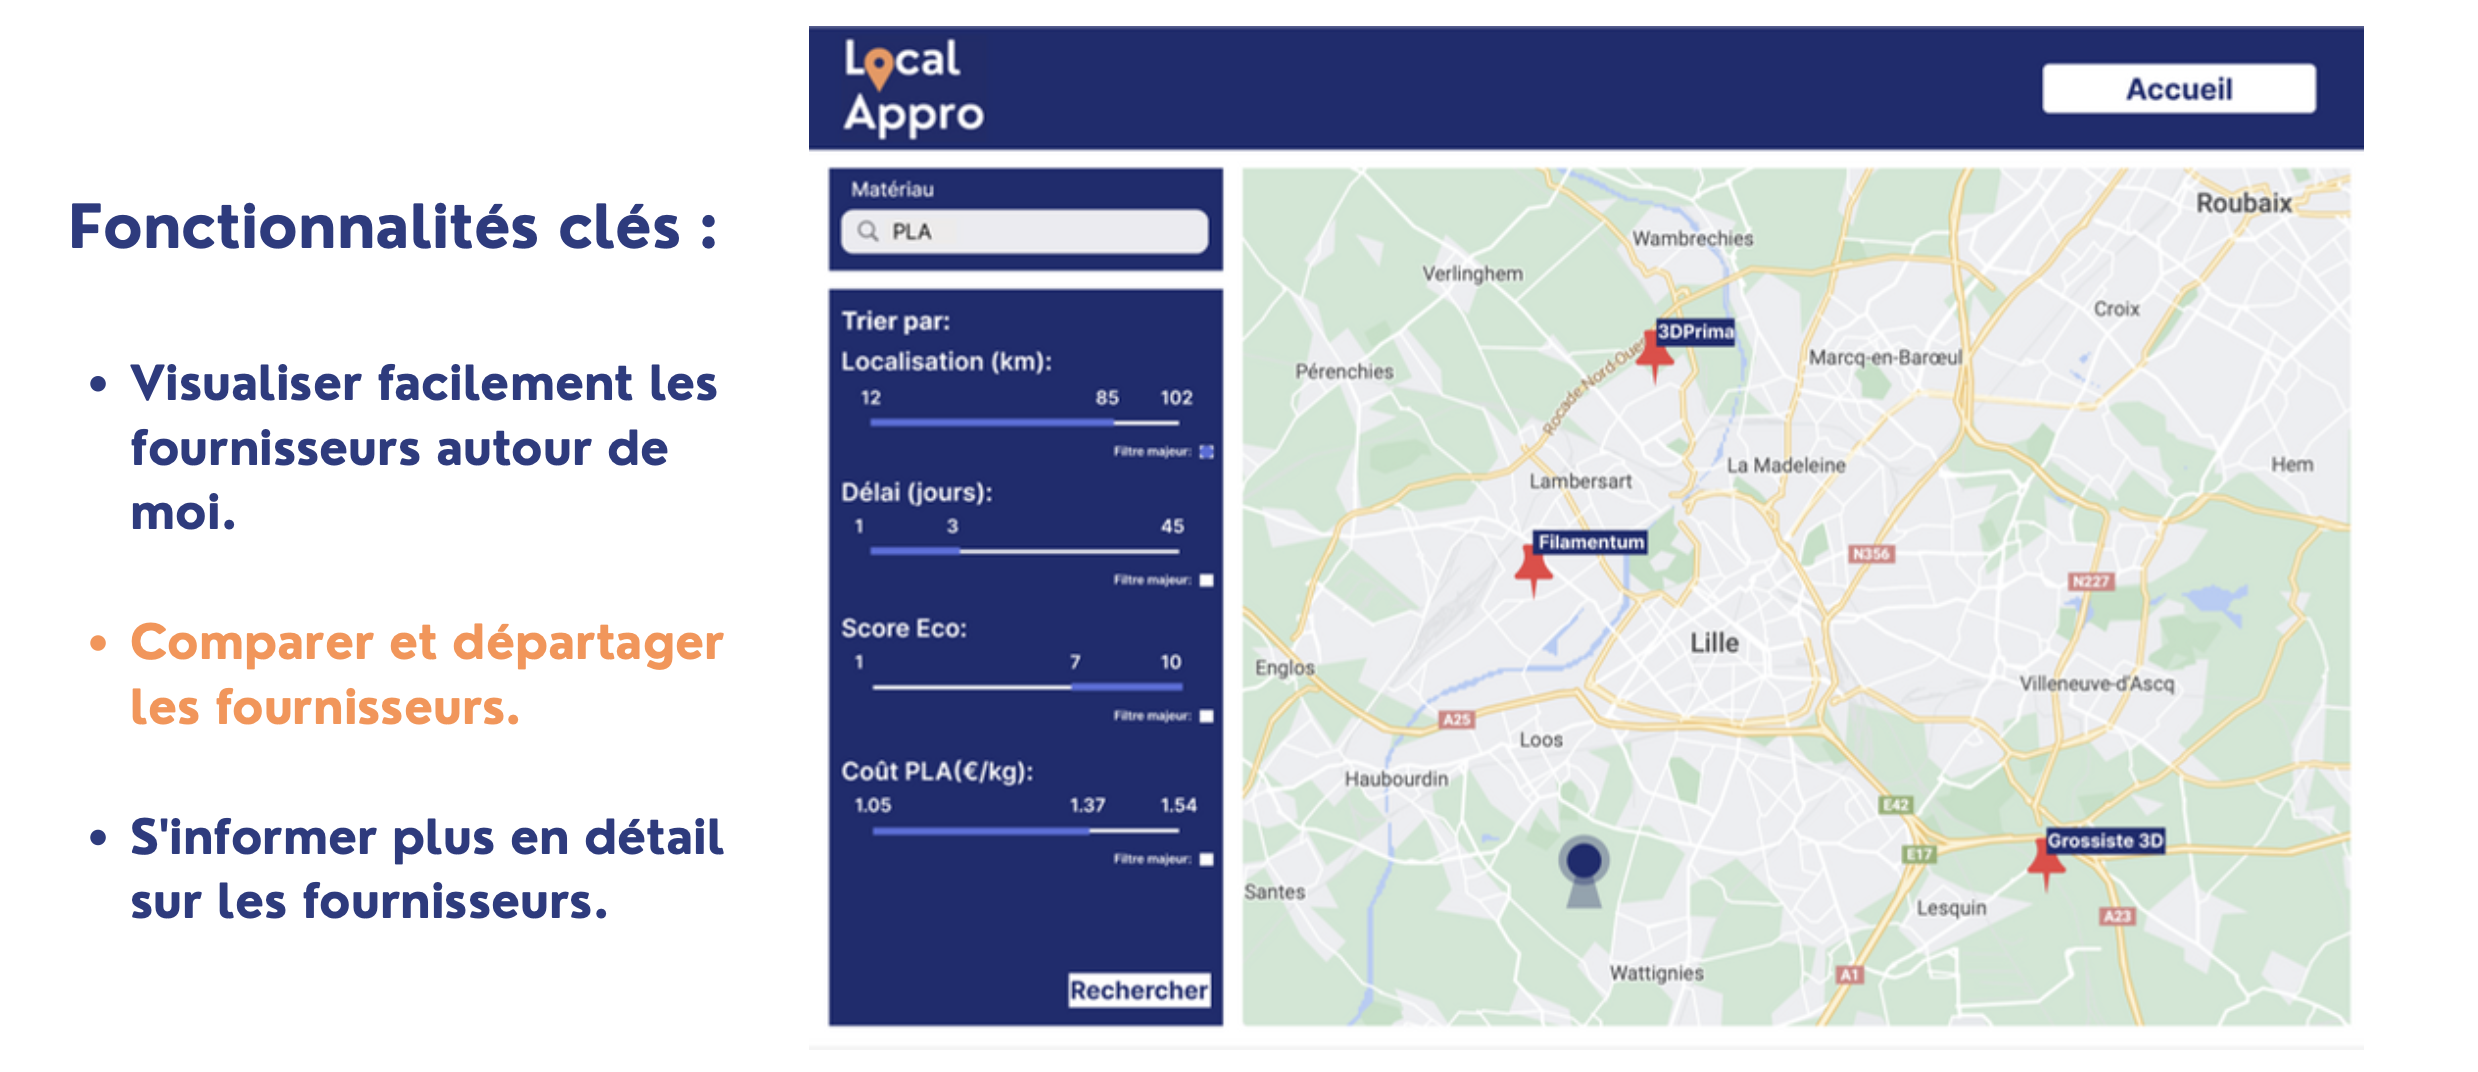 Fonctionnalités clés :
• Visualiser facilement les
fournisseurs autour de
moi.
• Comparer et départager
les fournisseurs.
• S'informer plus en détail
sur les fournisseurs.
Local
Appro
Accueil
Matériau
PLA
Trier par:
Localisation (km):
12 85 102
Filtre majeur:
Délai (jours):
1 3 45
Filtre majeur:
Score Eco:
1 7 10
Filtre majeur:
Coût PLA(€/kg):
1.05 1.37 1.54
Filtre majeur:
Rechercher
Roubaix
Wambrechies
Verlinghem
Croix
3DPrima
Marcq-en-Barœul
Pérenchies
Rocade Nord-Oues
La Madeleine
Hem
Lambersart
Filamentum
N356
N227
Lille
Englos
Villeneuve-d'Ascq
A25
Loos
Haubourdin
E42
Grossiste 3D
E17
Santes
Lesquin
A23
Wattignies
A1